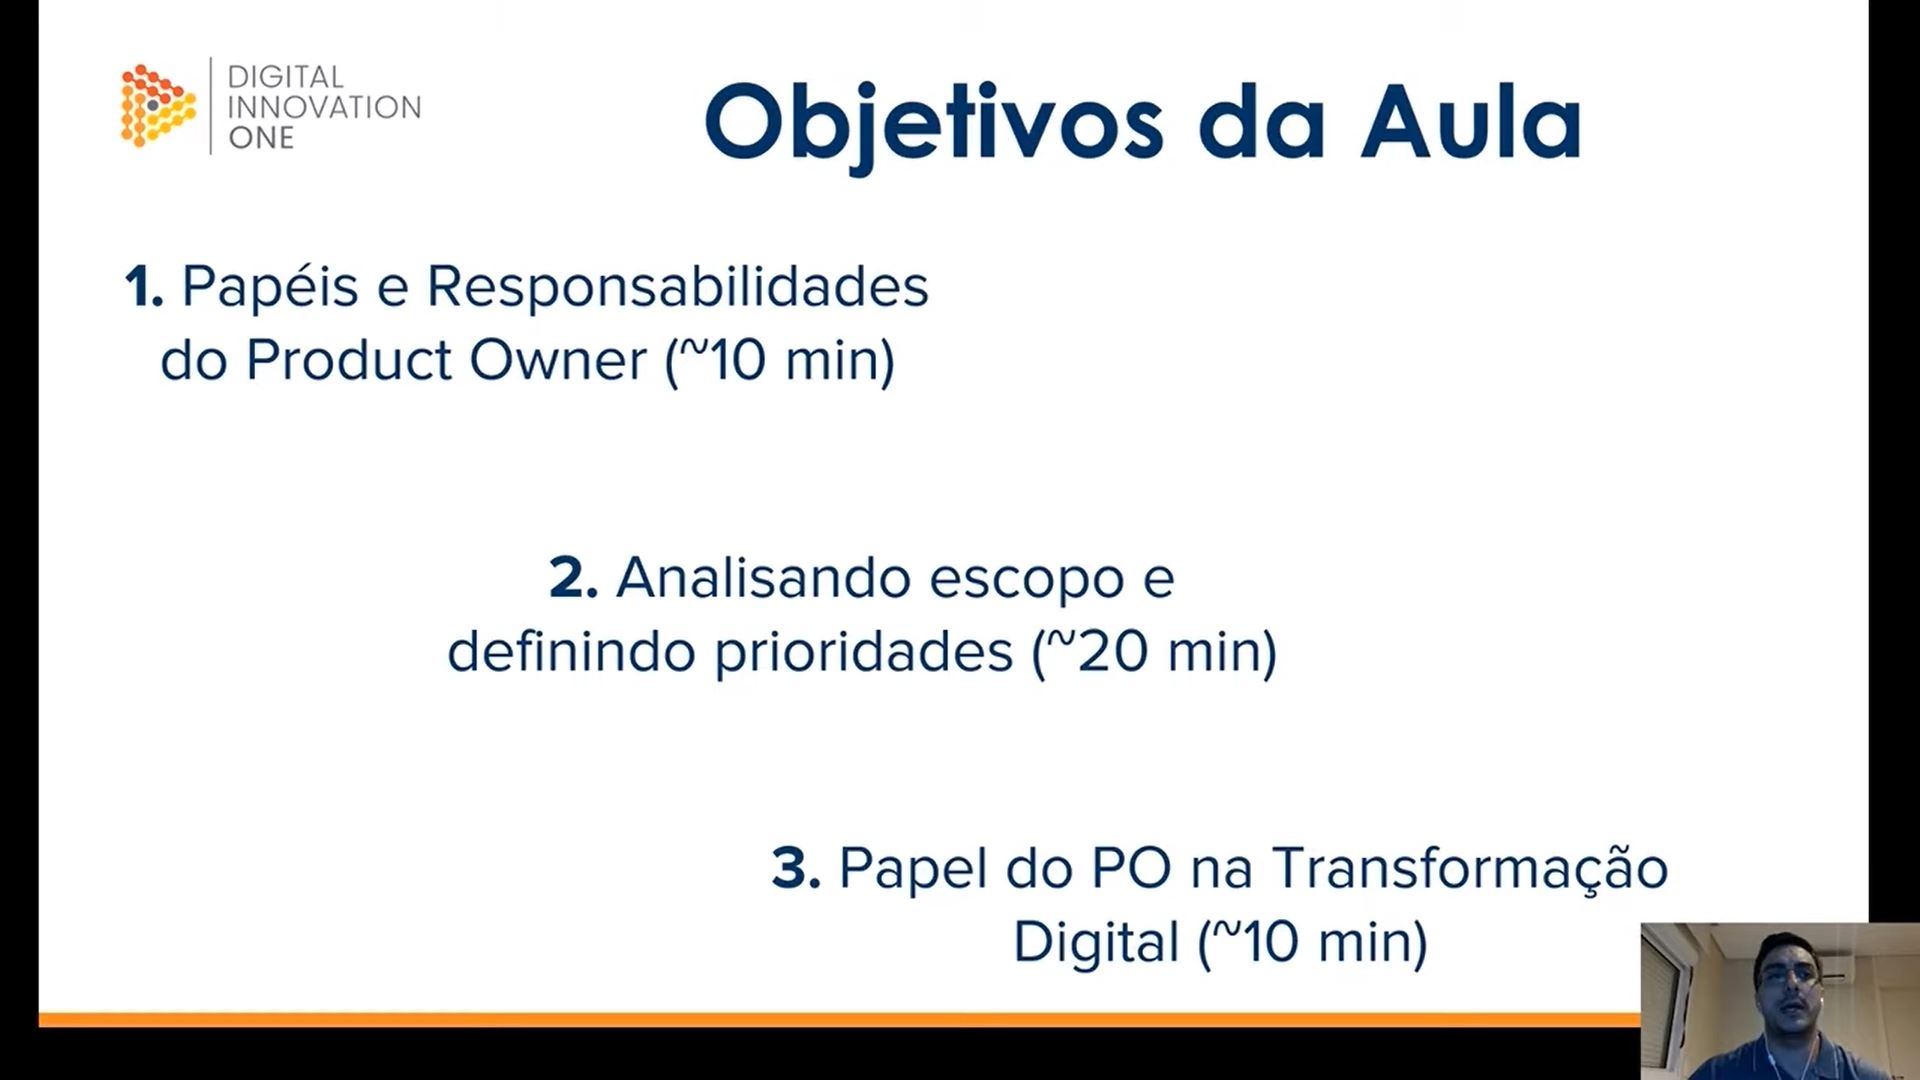 DIGITAL
INNOVATION
ONE
Objetivos da Aula
1. Papéis e Responsabilidades
do Product Owner (~10 min)
2. Analisando escopo e
definindo prioridades (~20 min)
3. Papel do PO na Transformação
Digital (~10 min)